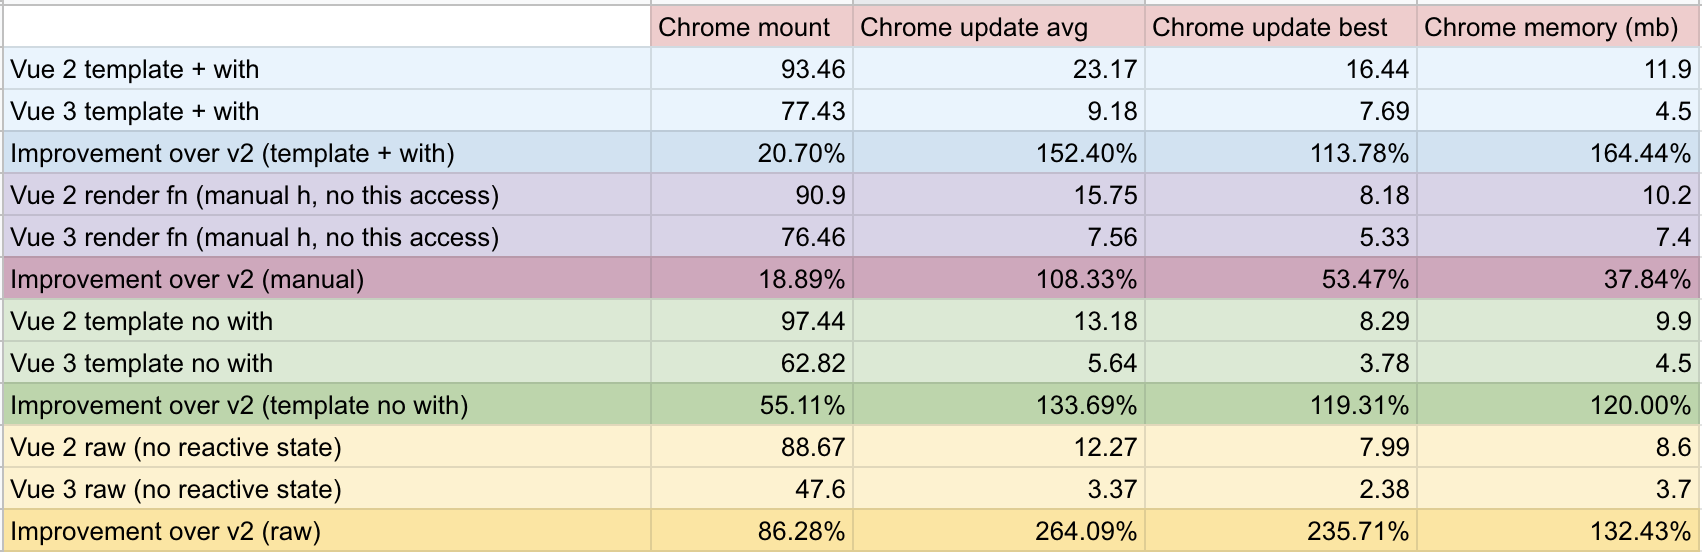 Chrome mount Chrome update avg Chrome update best Chrome memory (mb)
Vue 2 template + with 93.46 23.17 16.44 11.9
Vue 3 template + with 77.43 9.18 7.69 4.5
Improvement over v2 (template + with) 20.70% 152.40% 113.78% 164.44%
Vue 2 render fn (manual h, no this access) 90.9 15.75 8.18 10.2
Vue 3 render fn (manual h, no this access) 76.46 7.56 5.33 7.4
Improvement over v2 (manual) 18.89% 108.33% 53.47% 37.84%
Vue 2 template no with 97.44 13.18 8.29 9.9
Vue 3 template no with 62.82 5.64 3.78 4.5
Improvement over v2 (template no with) 55.11% 133.69% 119.31% 120.00%
Vue 2 raw (no reactive state) 88.67 12.27 7.99 8.6
Vue 3 raw (no reactive state) 47.6 3.37 2.38 3.7
Improvement over v2 (raw) 86.28% 264.09% 235.71% 132.43%